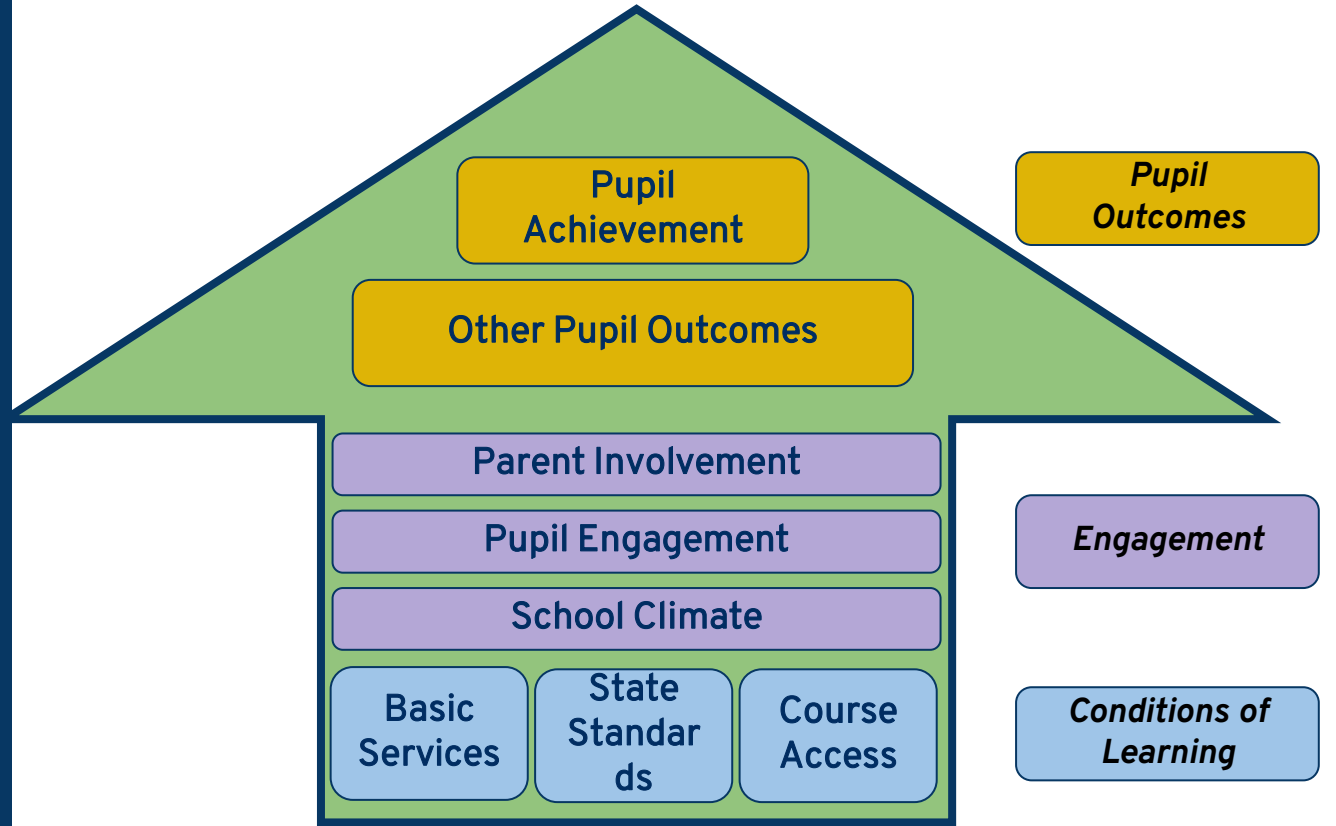 Pupil
Achievement
Pupil
Outcomes
Other Pupil Outcomes
Parent Involvement
Pupil Engagement
Engagement
School Climate
Basic
Services
State
Standar
ds
Course
Access
Conditions of
Learning